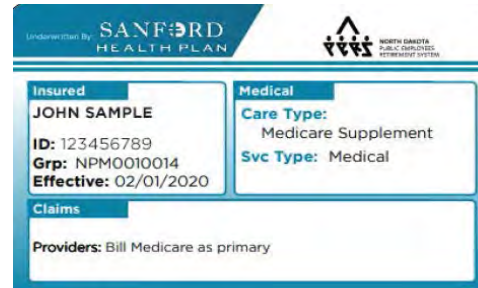 Underwritten By: SANFORD
HEALTH PLAN
NORTH DAKOTA
PUBLIC EMPLOYEES
RETIREMENT SYSTEM
Insured
JOHN SAMPLE
ID: 123456789
Grp: NPM0010014
Effective: 02/01/2020
Medical
Care Type:
Medicare Supplement
Svc Type: Medical
Claims
Providers: Bill Medicare as primary